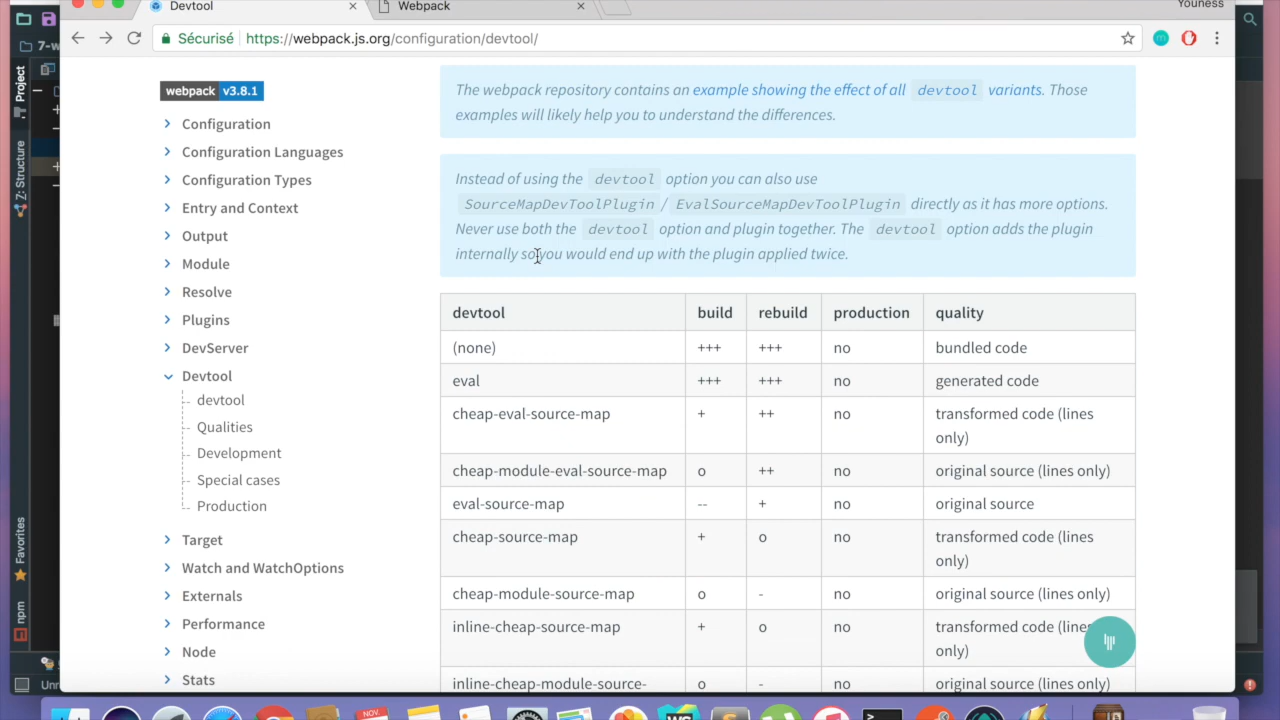 Devtool
Webpack
Youness
Sécurisé
https://webpack.js.org/configuration/devtool/
Project
Z: Structure
Favorites
npm
webpack v3.8.1
Configuration
Configuration Languages
Configuration Types
Entry and Context
Output
Module
Resolve
Plugins
DevServer
Devtool
devtool
Qualities
Development
Special cases
Production
Target
Watch and WatchOptions
Externals
Performance
Node
Stats
The webpack repository contains an example showing the effect of all devtool variants. Those
examples will likely help you to understand the differences.
Instead of using the devtool option you can also use
SourceMapDevToolPlugin / EvalSourceMapDevToolPlugin directly as it has more options.
Never use both the devtool option and plugin together. The devtool option adds the plugin
internally so you would end up with the plugin applied twice.
devtool build rebuild production quality
(none) +++ +++ no bundled code
eval +++ +++ no generated code
cheap-eval-source-map + ++ no transformed code (lines
only)
cheap-module-eval-source-map o ++ no original source (lines only)
eval-source-map -- + no original source
cheap-source-map + o no transformed code (lines
only)
cheap-module-source-map o - no original source (lines only)
inline-cheap-source-map + o no transformed code (lines
only)
inline-cheap-module-source- o - no original source (lines only)
NOV